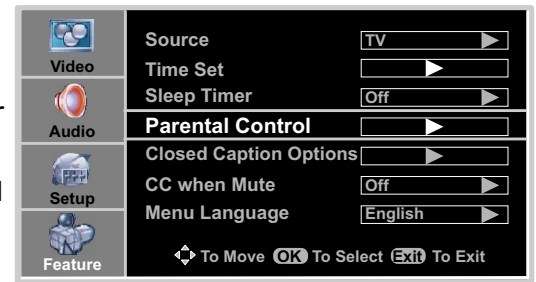 Video
Audio
Setup
Feature
Source TV
Time Set
Sleep Timer Off
Parental Control
Closed Caption Options
CC when Mute Off
Menu Language English
To Move OK To Select Exit To Exit